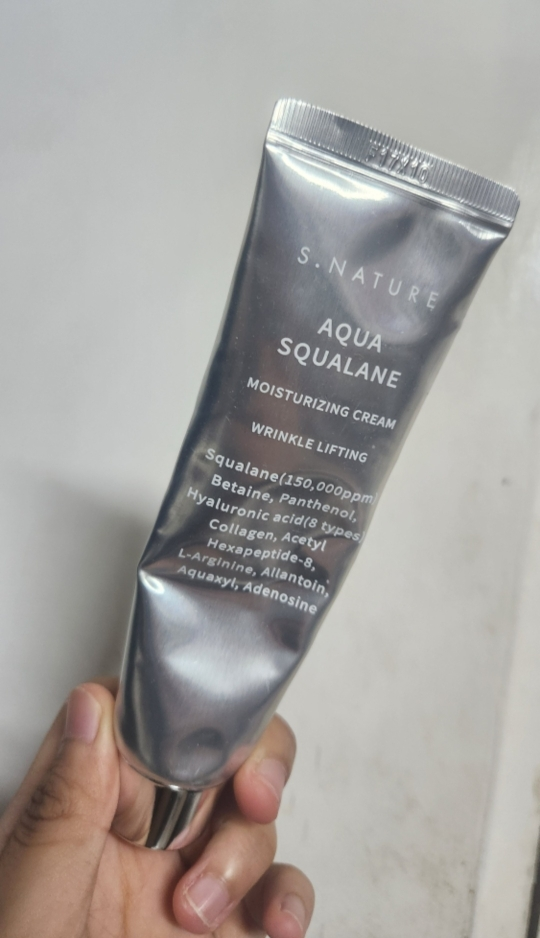 S.NATURE
AQUA
SQUALANE
MOISTURIZING CREAM
WRINKLE LIFTING
Squalane(150,000ppm)
Betaine, Panthenol,
Hyaluronic acid(8 types)
Collagen, Acetyl
Hexapeptide-8,
L-Arginine, Allantoin,
Aquaxyl, Adenosine